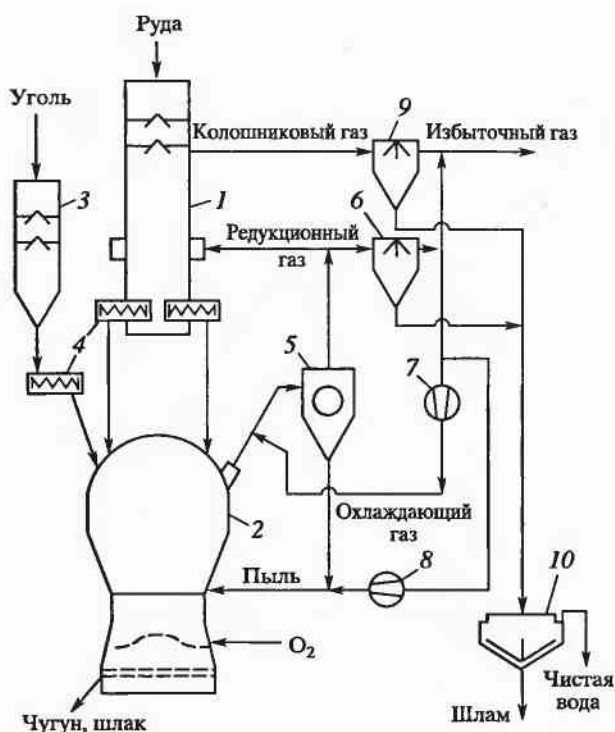 Руда
Уголь
Колошниковый газ
9
Избыточный газ
3
1
6
Редукционный
газ
4
5
7
2
Охлаждающий
газ
8
10
Пыль
O₂
Чистая
вода
Чугун, шлак
Шлам